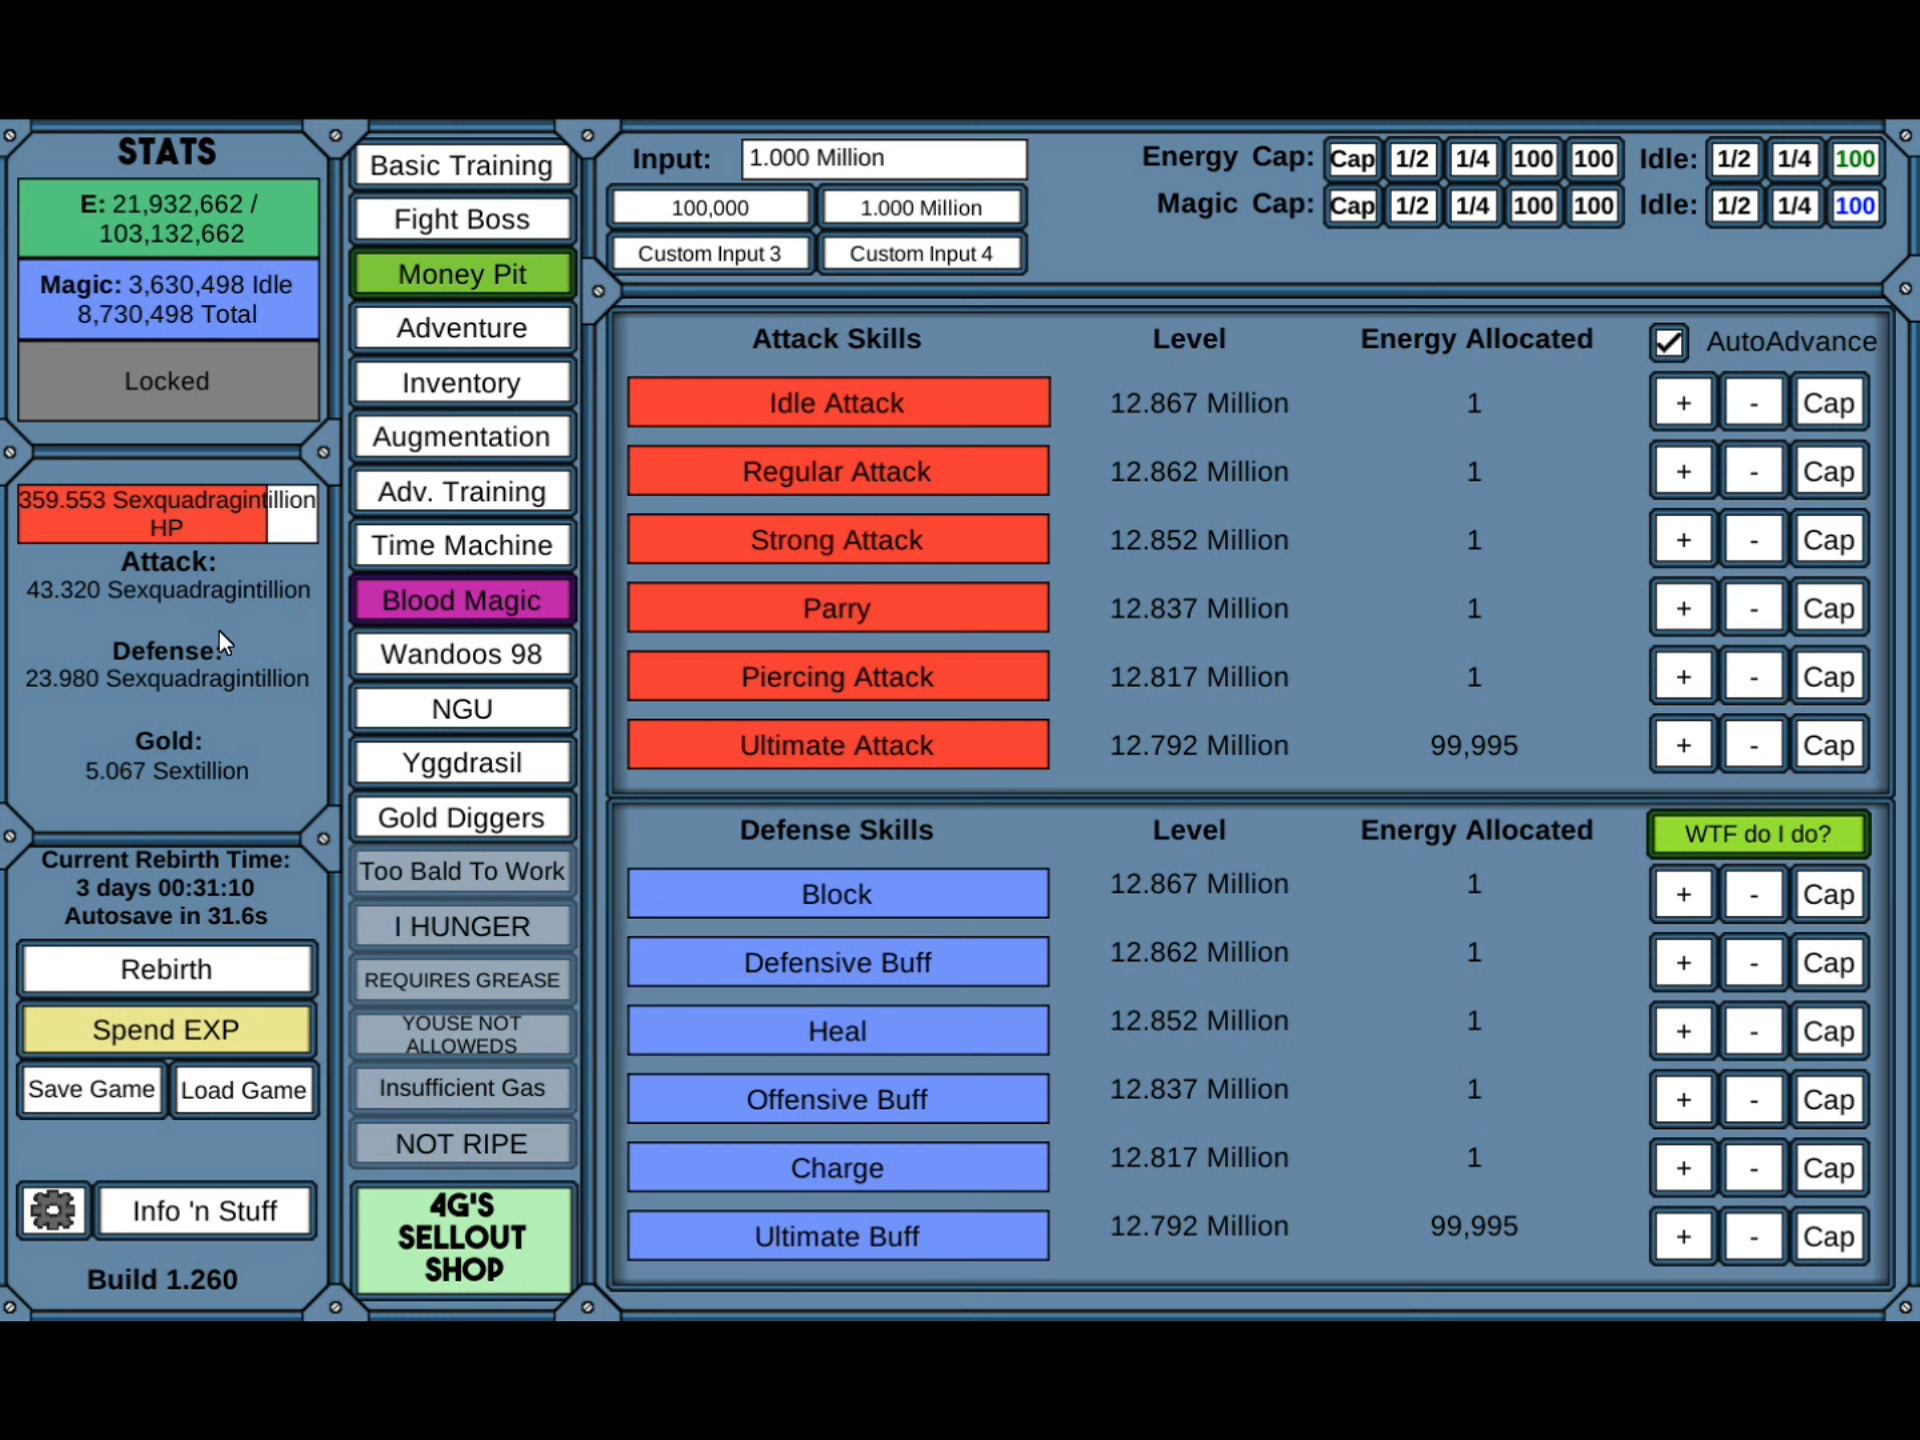 STATS
E: 21,932,662 /
103,132,662
Magic: 3,630,498 Idle
8,730,498 Total
Locked
359.553 Sexquadragintillion
HP
Attack:
43.320 Sexquadragintillion
Defense:
23.980 Sexquadragintillion
Gold:
5.067 Sextillion
Current Rebirth Time:
3 days 00:31:10
Autosave in 31.6s
Rebirth
Spend EXP
Save Game
Load Game
Info 'n Stuff
Build 1.260
Basic Training
Fight Boss
Money Pit
Adventure
Inventory
Augmentation
Adv. Training
Time Machine
Blood Magic
Wandoos 98
NGU
Yggdrasil
Gold Diggers
Too Bald To Work
I HUNGER
REQUIRES GREASE
YOUSE NOT
ALLOWEDS
Insufficient Gas
NOT RIPE
4G'S
SELLOUT
SHOP
Input: 1.000 Million
100,000 1.000 Million
Custom Input 3 Custom Input 4
Energy Cap: Cap 1/2 1/4 100 100 Idle: 1/2 1/4 100
Magic Cap: Cap 1/2 1/4 100 100 Idle: 1/2 1/4 100
Attack Skills Level Energy Allocated AutoAdvance
Idle Attack 12.867 Million 1 + - Cap
Regular Attack 12.862 Million 1 + - Cap
Strong Attack 12.852 Million 1 + - Cap
Parry 12.837 Million 1 + - Cap
Piercing Attack 12.817 Million 1 + - Cap
Ultimate Attack 12.792 Million 99,995 + - Cap
Defense Skills Level Energy Allocated WTF do I do?
Block 12.867 Million 1 + - Cap
Defensive Buff 12.862 Million 1 + - Cap
Heal 12.852 Million 1 + - Cap
Offensive Buff 12.837 Million 1 + - Cap
Charge 12.817 Million 1 + - Cap
Ultimate Buff 12.792 Million 99,995 + - Cap